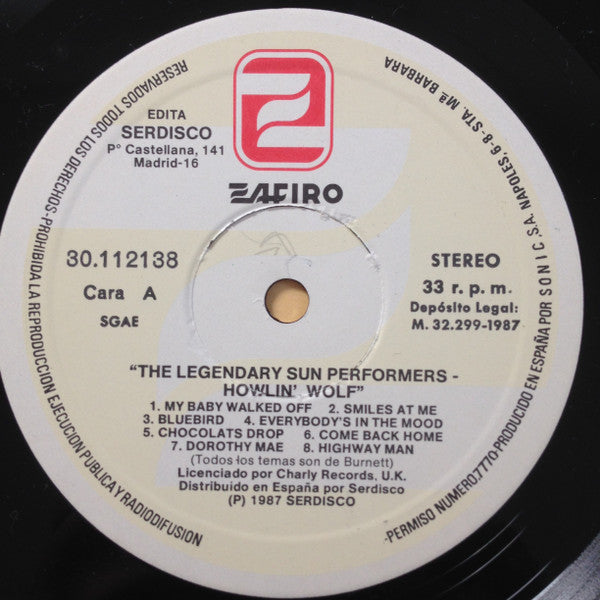 EDITA
SERDISCO
Pº Castellana, 141
Madrid-16
ZAFIRO
30.112138
Cara A
SGAE
STEREO
33 r. p. m.
Depósito Legal:
M. 32.299-1987
"THE LEGENDARY SUN PERFORMERS -
HOWLIN' WOLF"
1. MY BABY WALKED OFF 2. SMILES AT ME
3. BLUEBIRD 4. EVERYBODY'S IN THE MOOD
5. CHOCOLATS DROP 6. COME BACK HOME
7. DOROTHY MAE 8. HIGHWAY MAN
(Todos los temas son de Burnett)
Licenciado por Charly Records, U.K.
Distribuido en España por Serdisco
(P) 1987 SERDISCO
RESERVADOS TODOS LOS DERECHOS-PROHIBIDA LA REPRODUCCION EJECUCION PUBLICA Y RADIODIFUSION
-PERMISO NUMERO,7770-PRODUCIDO EN ESPAÑA POR SONIC S.A. NAPOLES, 6-8-STA. Mª BARBARA